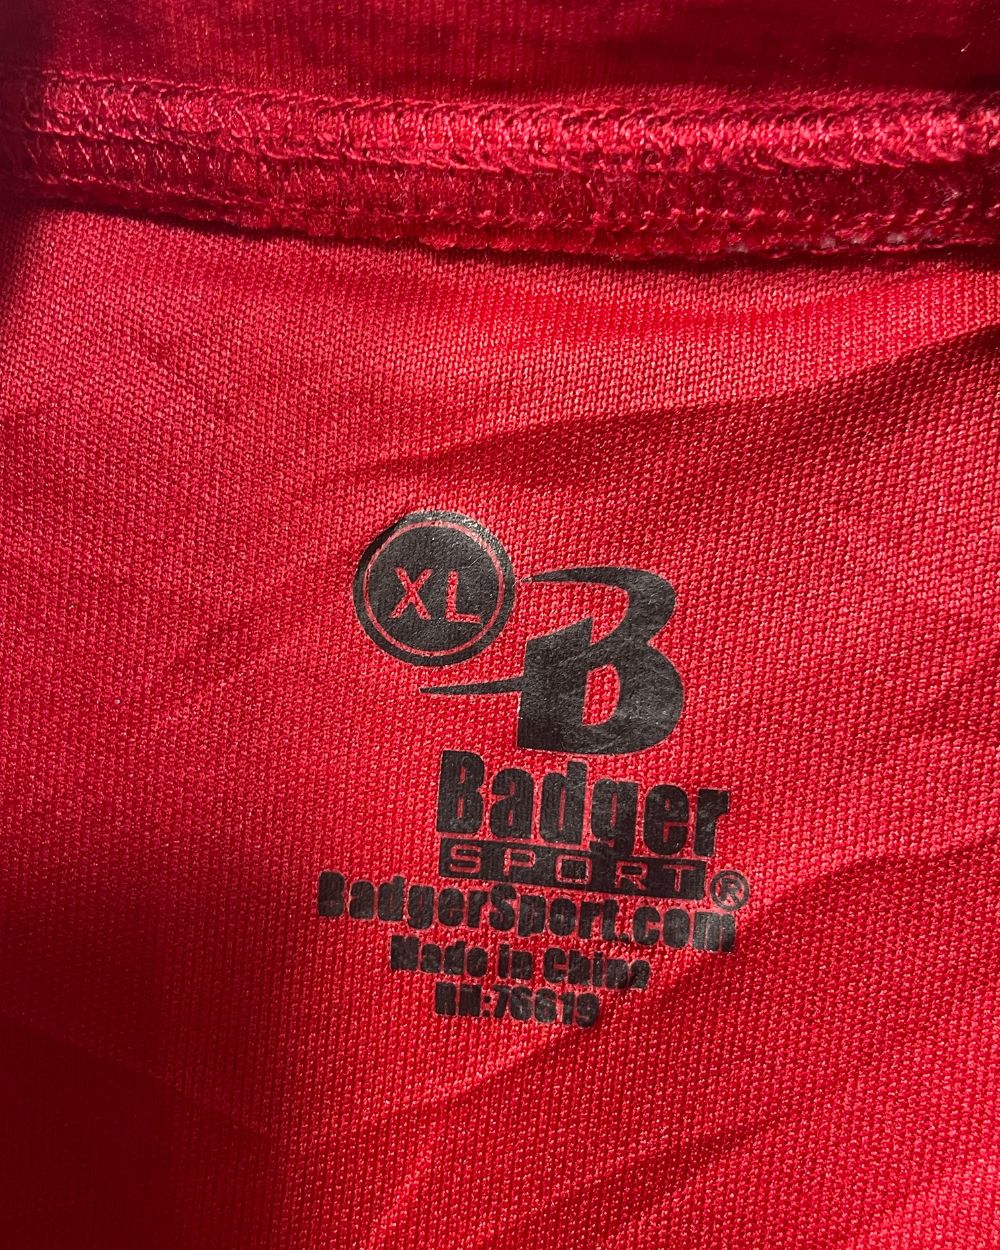 XL
B
Badger
SPORT®
BadgerSport.com
Made in China
RN:76619